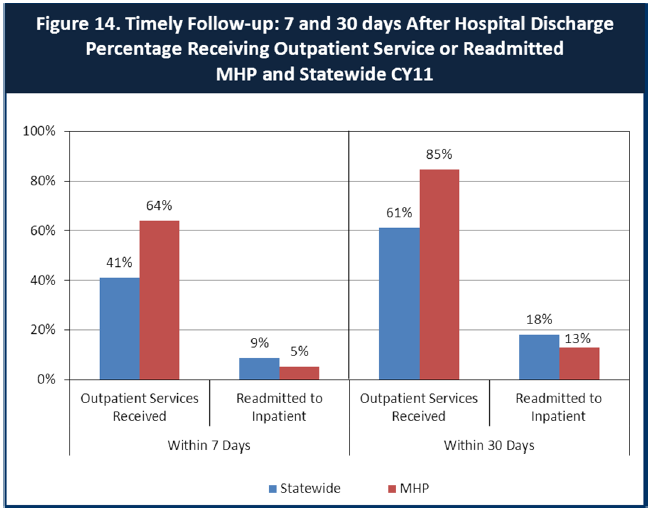 Figure 14. Timely Follow-up: 7 and 30 days After Hospital Discharge
Percentage Receiving Outpatient Service or Readmitted
MHP and Statewide CY11
100%
80%
60%
40%
20%
0%
41%
64%
9%
5%
61%
85%
18%
13%
Outpatient Services
Received
Readmitted to
Inpatient
Outpatient Services
Received
Readmitted to
Inpatient
Within 7 Days
Within 30 Days
Statewide
MHP